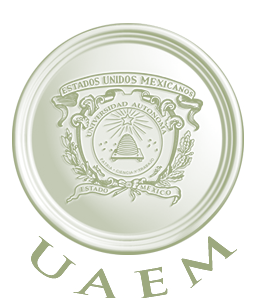 ESTADOS UNIDOS MEXICANOS
UNIVERSIDAD AUTONOMA
ESTADO MEXICO
UAEM